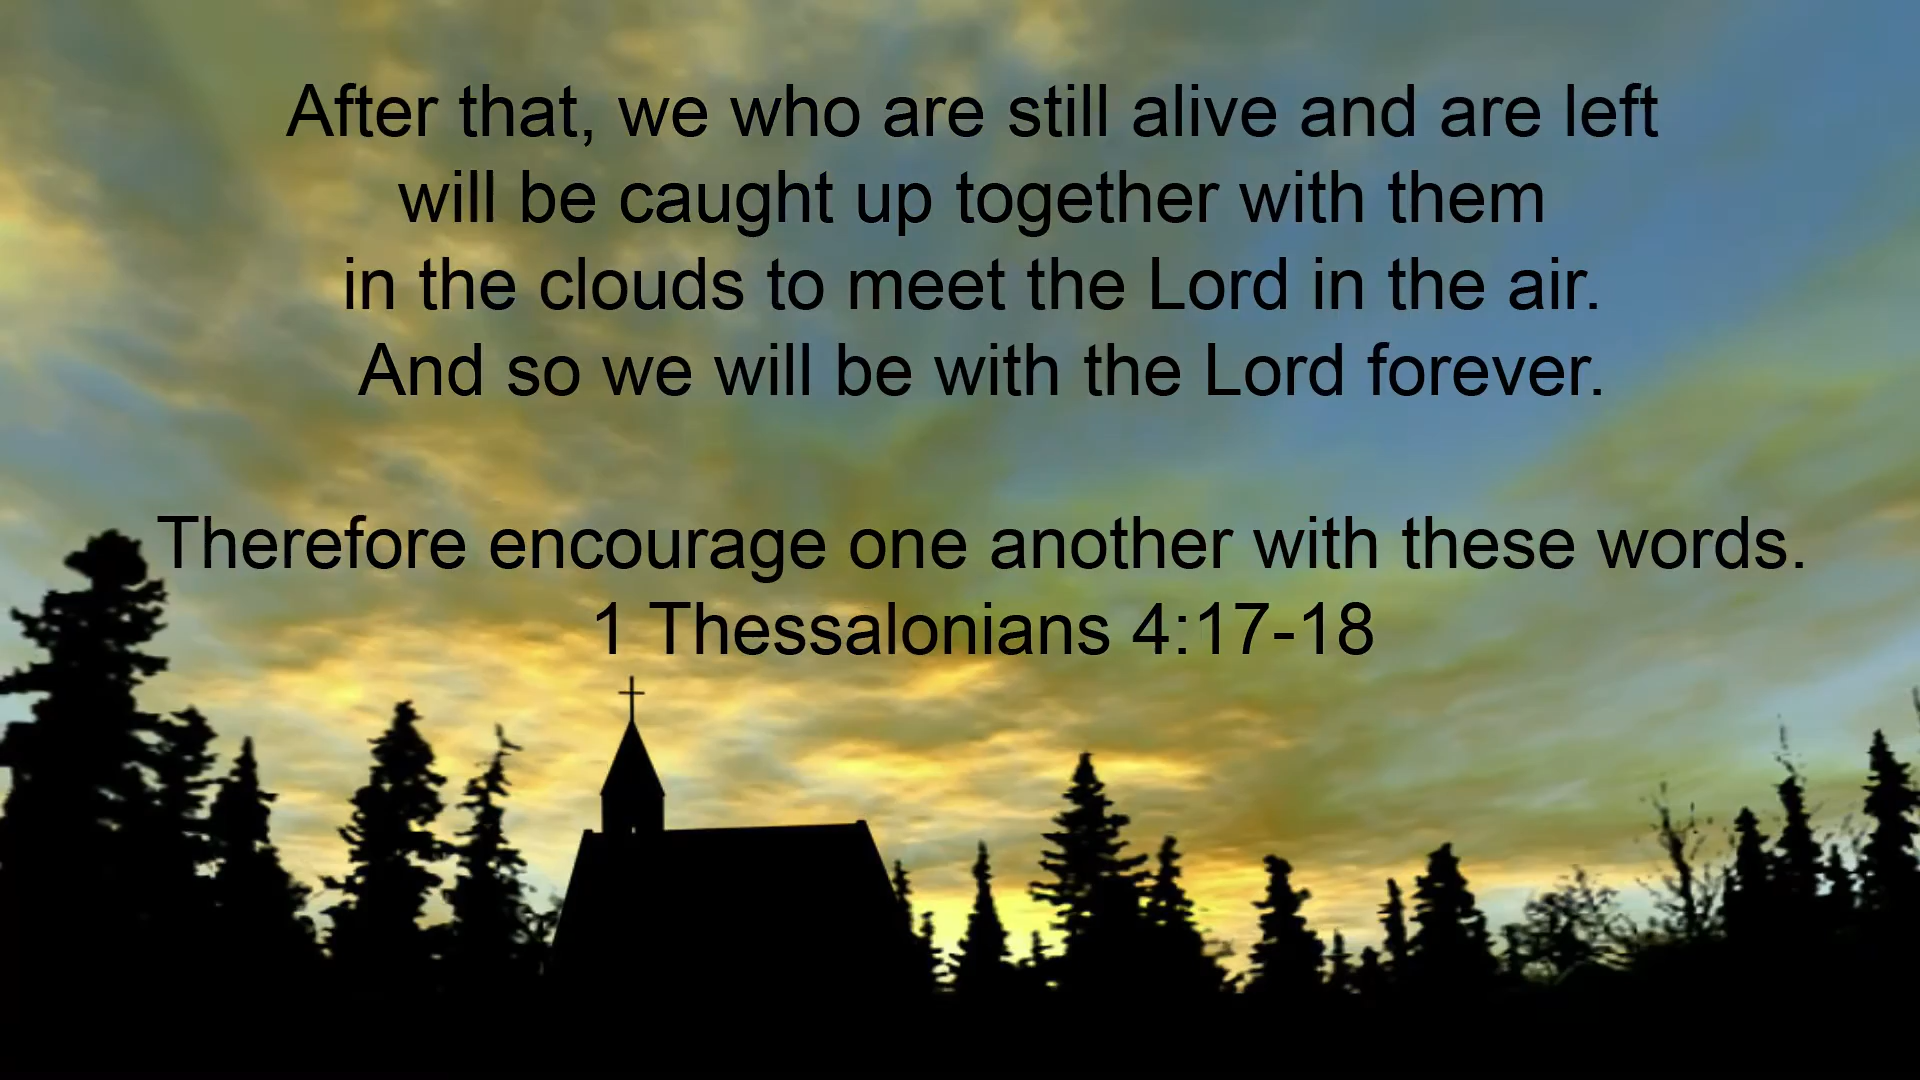 After that, we who are still alive and are left
will be caught up together with them
in the clouds to meet the Lord in the air.
And so we will be with the Lord forever.
Therefore encourage one another with these words.
1 Thessalonians 4:17-18